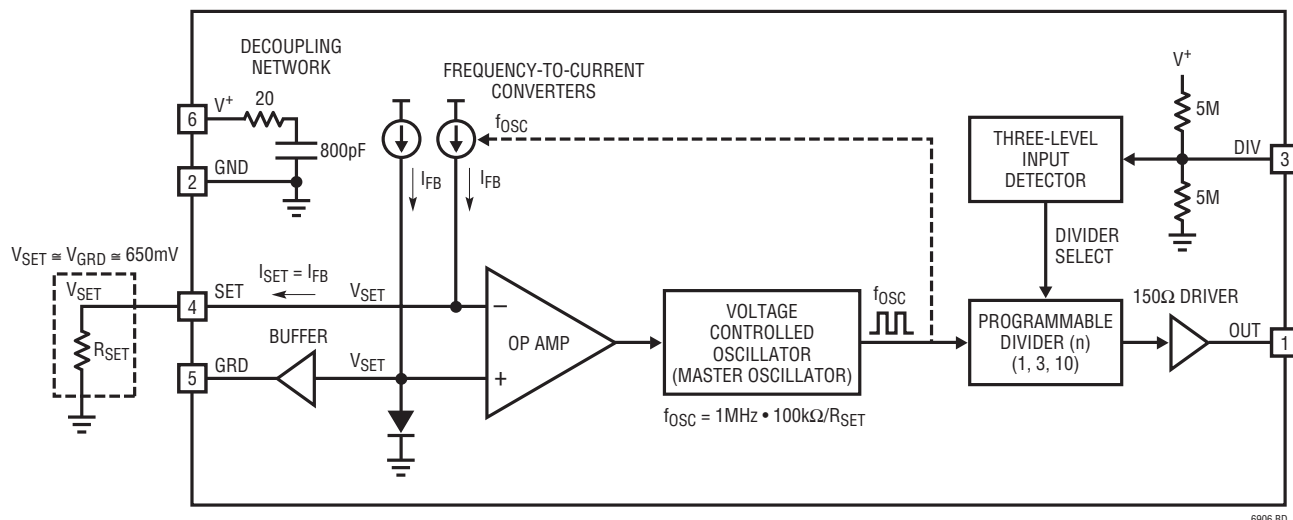 DECOUPLING
NETWORK
FREQUENCY-TO-CURRENT
CONVERTERS
6
V+
20
800pF
2
GND
fOSC
IFB
IFB
V+
5M
THREE-LEVEL
INPUT
DETECTOR
DIV
3
5M
DIVIDER
SELECT
VSET ≅ VGRD ≅ 650mV
VSET
RSET
4
SET
ISET = IFB
VSET
5
GRD
BUFFER
VSET
−
+
OP AMP
VOLTAGE
CONTROLLED
OSCILLATOR
(MASTER OSCILLATOR)
fOSC = 1MHz • 100kΩ/RSET
fOSC
PROGRAMMABLE
DIVIDER (n)
(1, 3, 10)
150Ω DRIVER
OUT
1
6906 BD